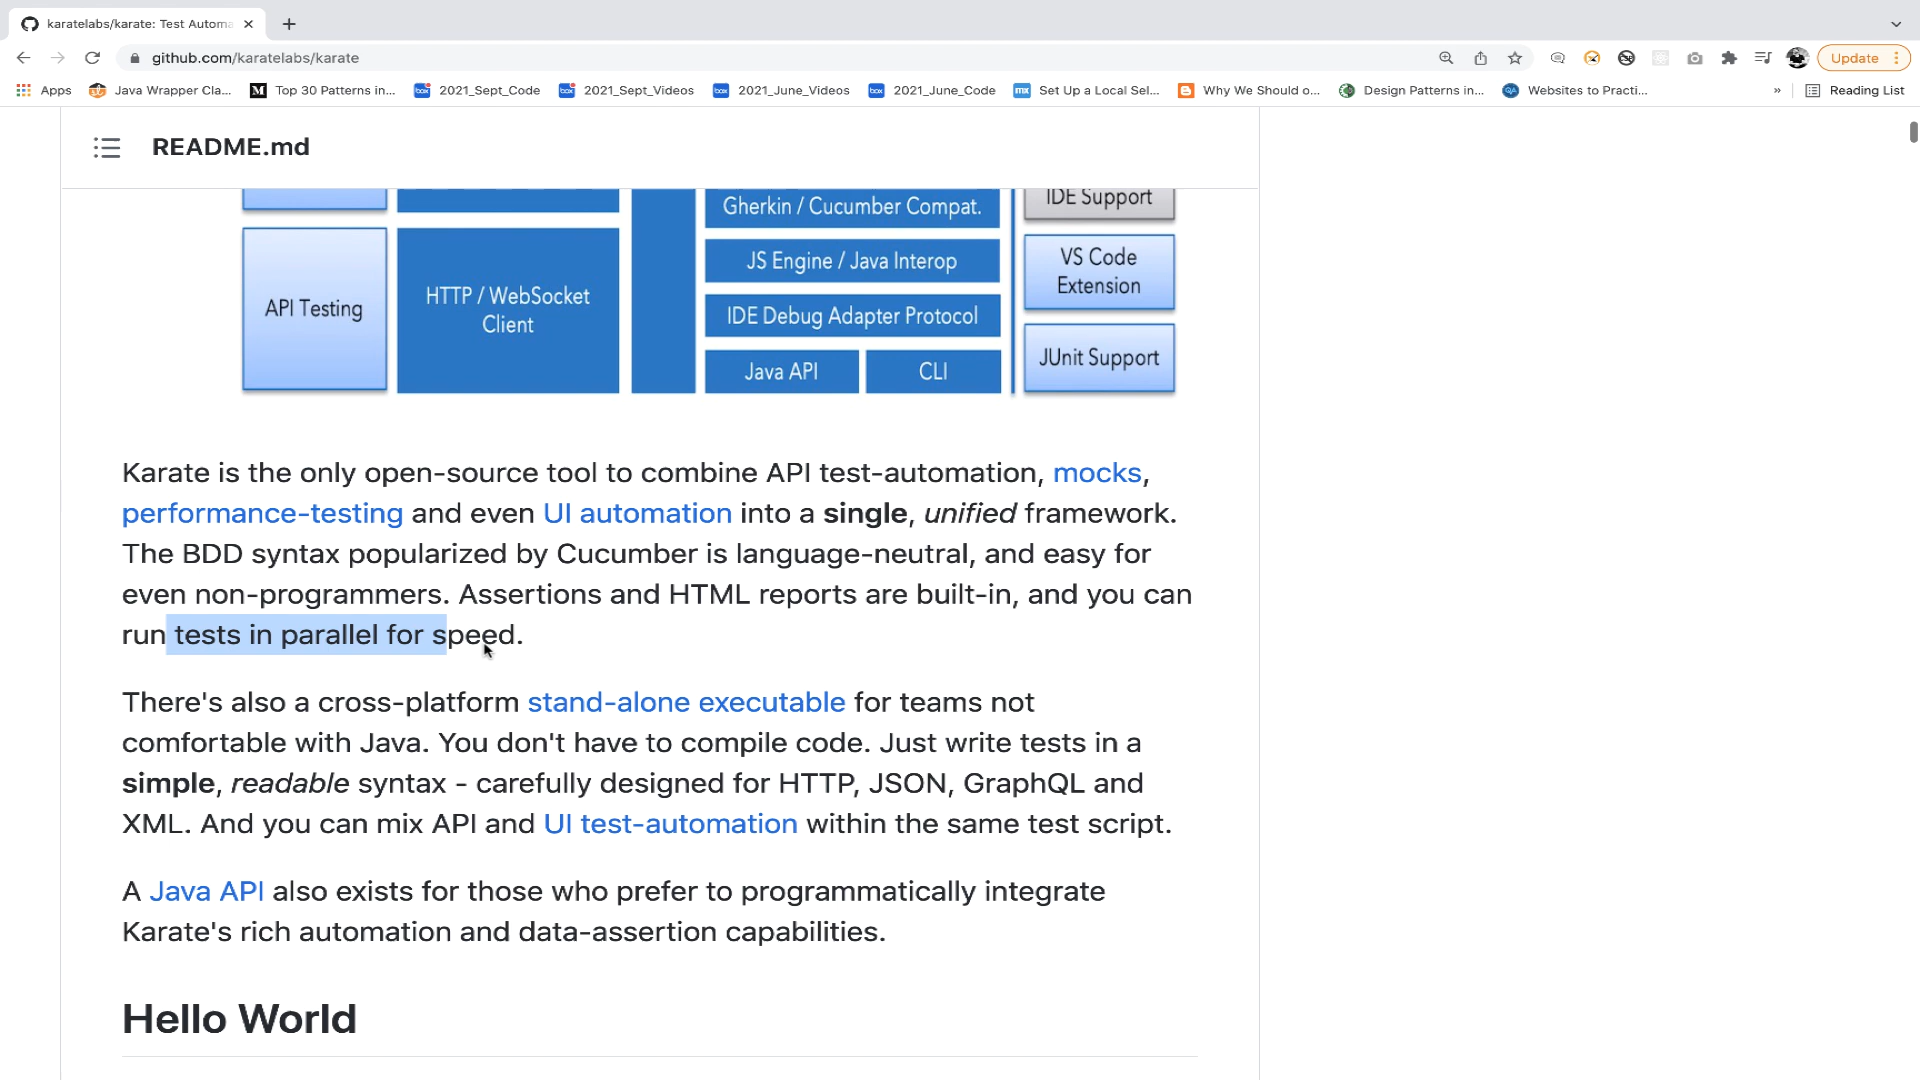 karatelabs/karate: Test Automa
github.com/karatelabs/karate
Update
Apps
Java Wrapper Cla...
Top 30 Patterns in...
2021_Sept_Code
2021_Sept_Videos
2021_June_Videos
2021_June_Code
Set Up a Local Sel...
Why We Should o...
Design Patterns in...
Websites to Practi...
»
Reading List
README.md
API Testing
HTTP / WebSocket
Client
Gherkin / Cucumber Compat.
JS Engine / Java Interop
IDE Debug Adapter Protocol
Java API
CLI
IDE Support
VS Code
Extension
JUnit Support
Karate is the only open-source tool to combine API test-automation, mocks,
performance-testing and even UI automation into a single, unified framework.
The BDD syntax popularized by Cucumber is language-neutral, and easy for
even non-programmers. Assertions and HTML reports are built-in, and you can
run tests in parallel for speed.
There's also a cross-platform stand-alone executable for teams not
comfortable with Java. You don't have to compile code. Just write tests in a
simple, readable syntax - carefully designed for HTTP, JSON, GraphQL and
XML. And you can mix API and UI test-automation within the same test script.
A Java API also exists for those who prefer to programmatically integrate
Karate's rich automation and data-assertion capabilities.
Hello World